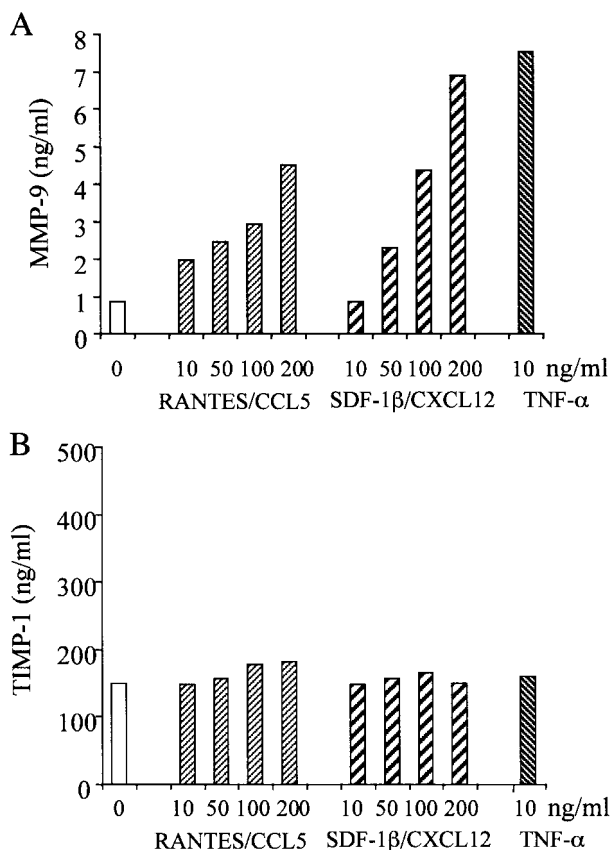 A
MMP-9 (ng/ml)
8
7
6
5
4
3
2
1
0
0 10 50 100 200 10 50 100 200 10 ng/ml
RANTES/CCL5 SDF-1β/CXCL12 TNF-α
B
TIMP-1 (ng/ml)
500
400
300
200
100
0
0 10 50 100 200 10 50 100 200 10 ng/ml
RANTES/CCL5 SDF-1β/CXCL12 TNF-α